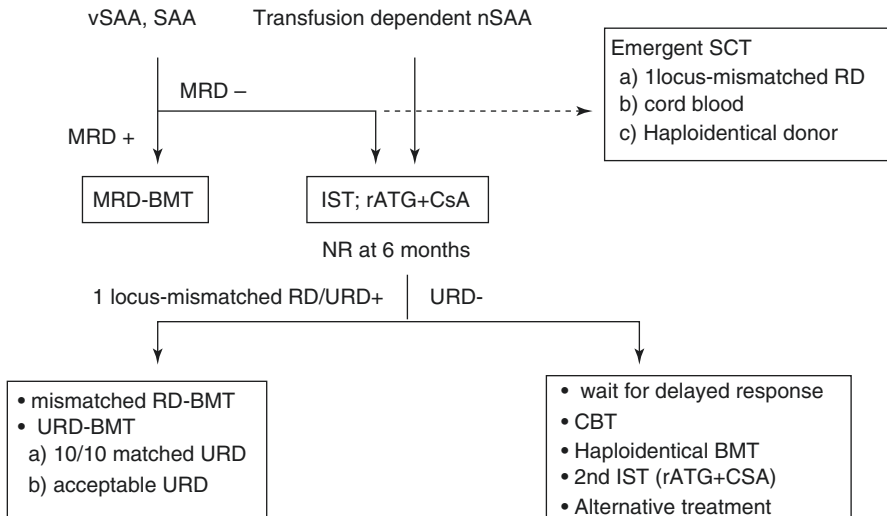 vSAA, SAA
Transfusion dependent nSAA
Emergent SCT
a) 1locus-mismatched RD
b) cord blood
c) Haploidentical donor
MRD –
MRD +
MRD-BMT
IST; rATG+CsA
NR at 6 months
1 locus-mismatched RD/URD+
URD-
• mismatched RD-BMT
• URD-BMT
a) 10/10 matched URD
b) acceptable URD
• wait for delayed response
• CBT
• Haploidentical BMT
• 2nd IST (rATG+CSA)
• Alternative treatment